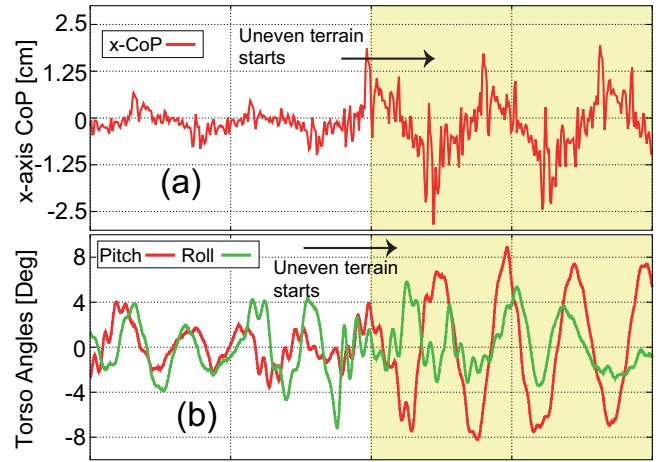 2.5
x-CoP
Uneven terrain
starts
1.25
0
-1.25
-2.5
x-axis CoP [cm]
(a)
8
Pitch
Roll
Uneven terrain
starts
4
0
-4
-8
Torso Angles [Deg]
(b)